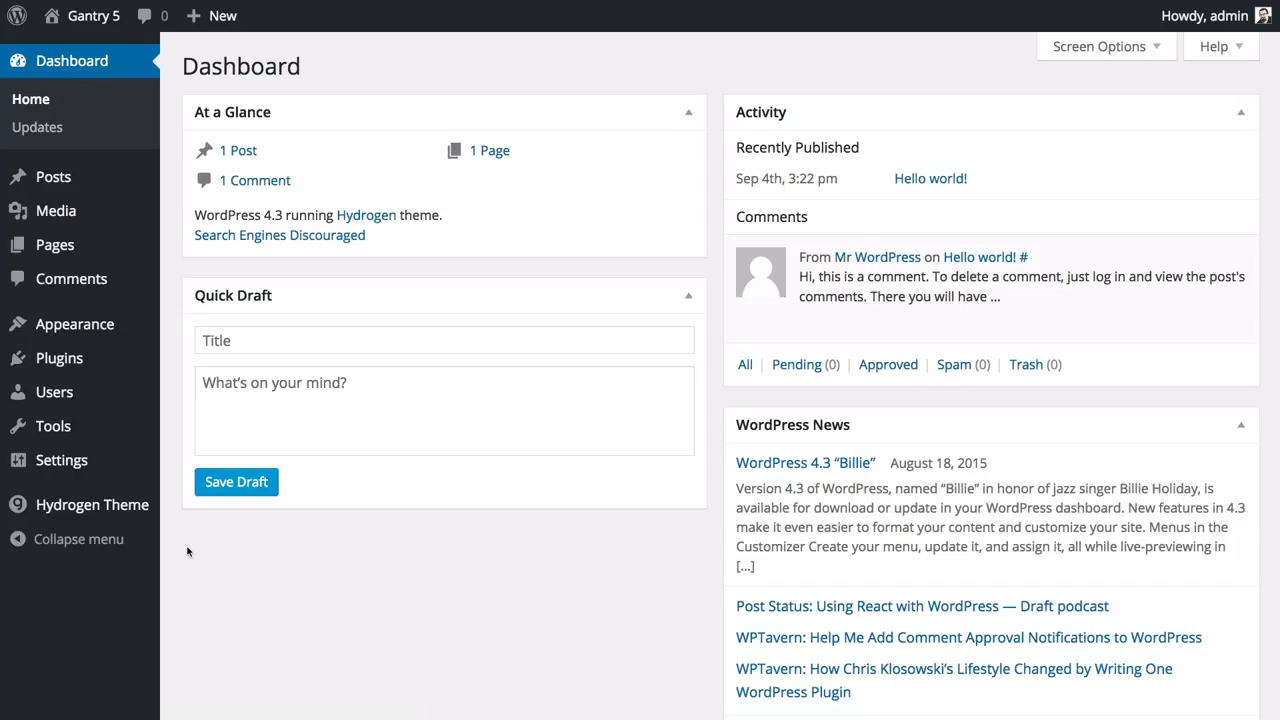 Gantry 5 0 New Howdy, admin
Dashboard
Home
Updates
Posts
Media
Pages
Comments
Appearance
Plugins
Users
Tools
Settings
Hydrogen Theme
Collapse menu
Screen Options Help
Dashboard
At a Glance
1 Post 1 Page
1 Comment
WordPress 4.3 running Hydrogen theme.
Search Engines Discouraged
Quick Draft
Title
What's on your mind?
Save Draft
Activity
Recently Published
Sep 4th, 3:22 pm Hello world!
Comments
From Mr WordPress on Hello world! #
Hi, this is a comment. To delete a comment, just log in and view the post's
comments. There you will have ...
All | Pending (0) | Approved | Spam (0) | Trash (0)
WordPress News
WordPress 4.3 “Billie” August 18, 2015
Version 4.3 of WordPress, named “Billie” in honor of jazz singer Billie Holiday, is
available for download or update in your WordPress dashboard. New features in 4.3
make it even easier to format your content and customize your site. Menus in the
Customizer Create your menu, update it, and assign it, all while live-previewing in
[...]
Post Status: Using React with WordPress — Draft podcast
WPTavern: Help Me Add Comment Approval Notifications to WordPress
WPTavern: How Chris Klosowski’s Lifestyle Changed by Writing One
WordPress Plugin